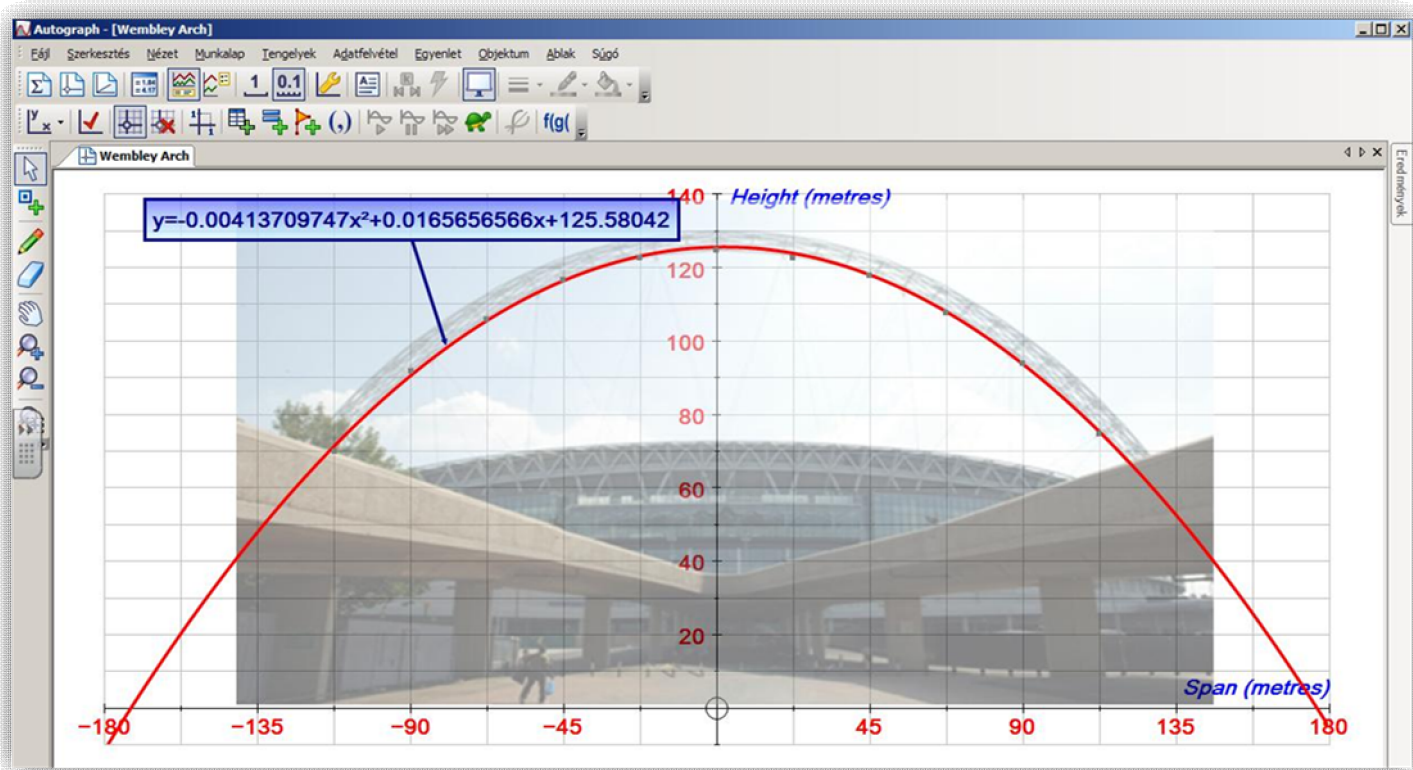 Autograph - [Wembley Arch]
Fájl Szerkesztés Nézet Munkalap Tengelyek Adatfelvétel Egyenlet Objektum Ablak Súgó
Σ 1 0.1
y x (,) f(g(
Wembley Arch
Eredmények
140 Height (metres)
y=-0.00413709747x²+0.0165656566x+125.58042
120
100
80
60
40
20
Span (metres)
−180 −135 −90 −45 45 90 135 180